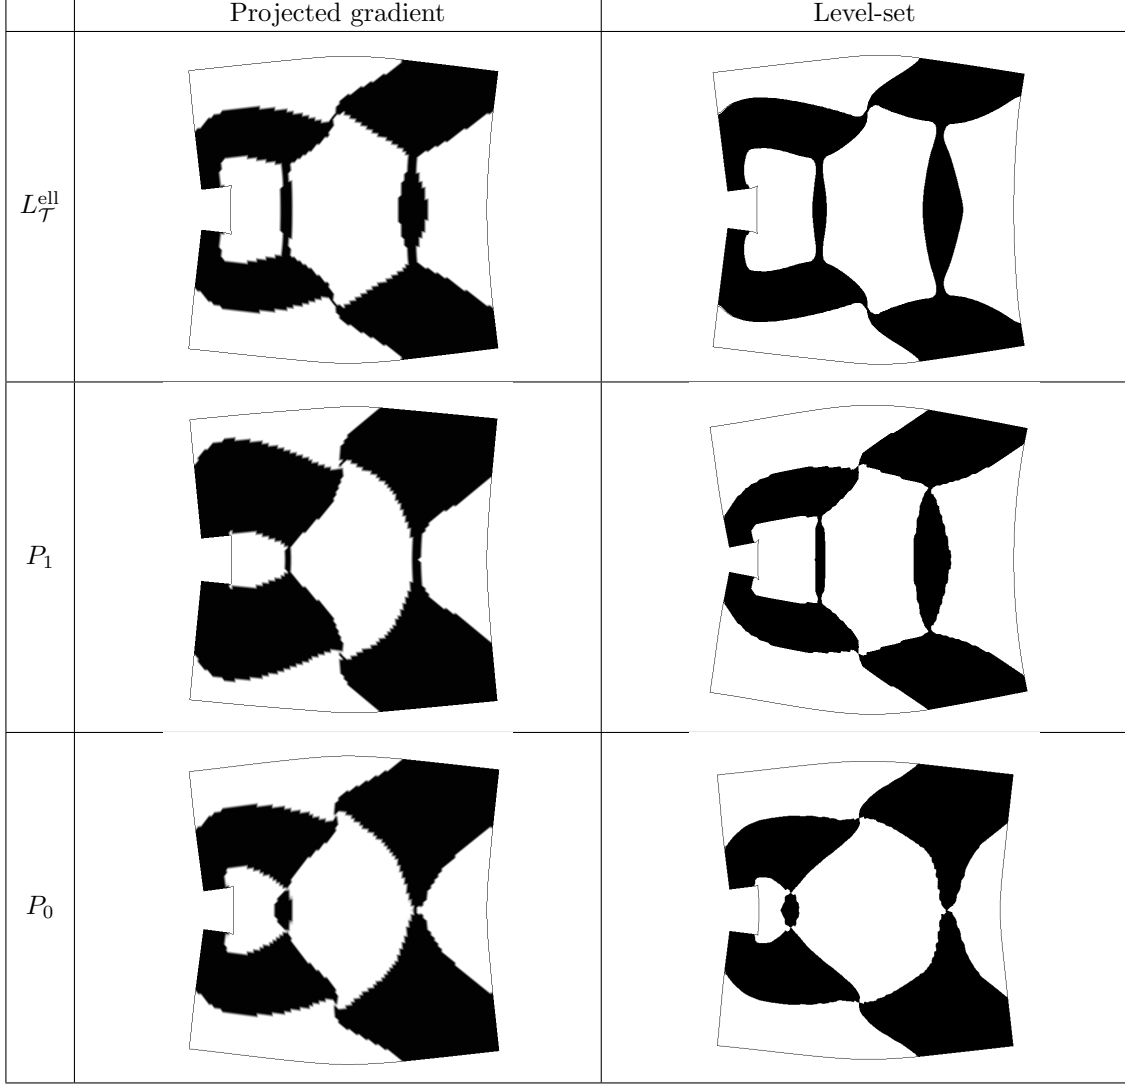 Projected gradient Level-set
$L_{\mathcal{T}}^{\text{ell}}$
$P_1$
$P_0$